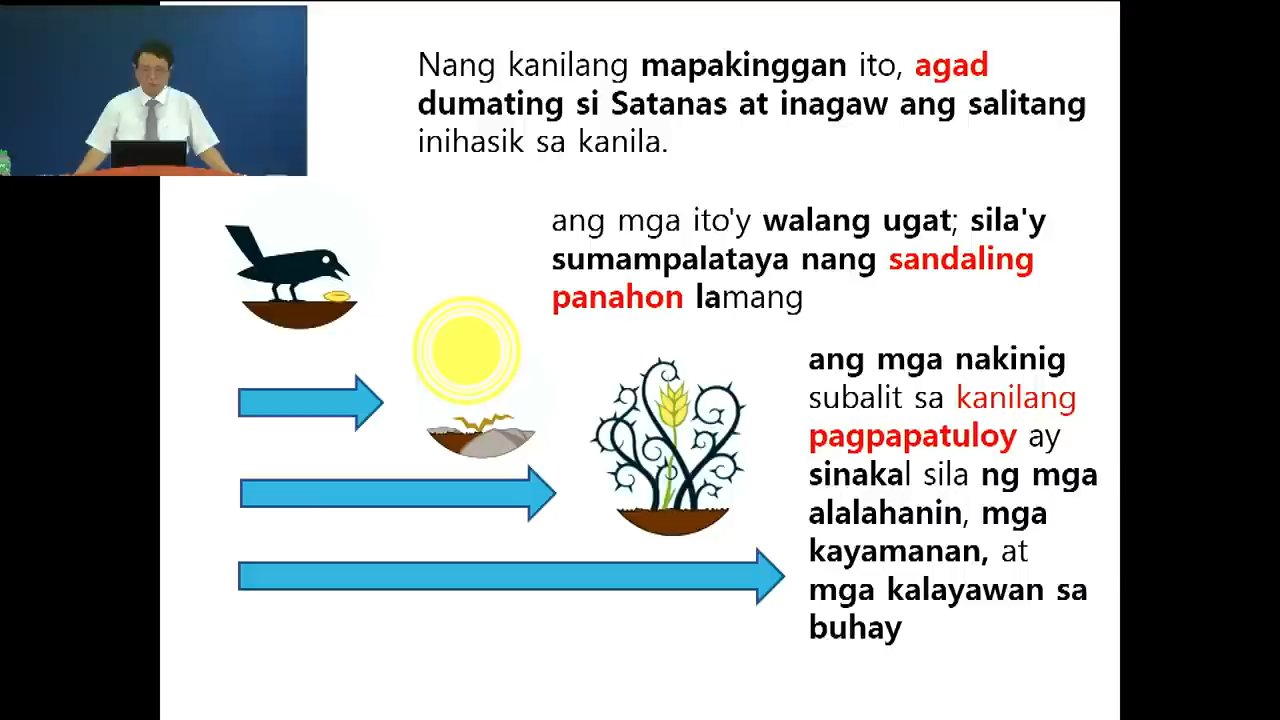 Nang kanilang mapakinggan ito, agad
dumating si Satanas at inagaw ang salitang
inihasik sa kanila.
ang mga ito'y walang ugat; sila'y
sumampalataya nang sandaling
panahon lamang
ang mga nakinig
subalit sa kanilang
pagpapatuloy ay
sinakal sila ng mga
alalahanin, mga
kayamanan, at
mga kalayawan sa
buhay